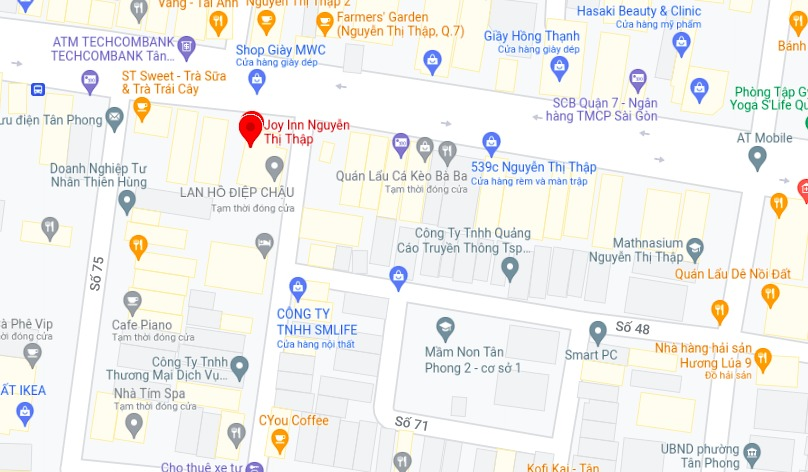 Vàng - Tài Anh
Nguyễn Thị Thập 2
Farmers' Garden
(Nguyễn Thị Thập, Q.7)
Hasaki Beauty & Clinic
Cửa hàng mỹ phẩm
Bánh
ATM TECHCOMBANK
TECHCOMBANK Tân...
Shop Giày MWC
Cửa hàng giày dép
Giày Hồng Thạnh
Cửa hàng giày dép
ST Sweet - Trà Sữa
& Trà Trái Cây
SCB Quận 7 - Ngân
hàng TMCP Sài Gòn
Phòng Tập Gy
Yoga S'Life Qu
ưu điện Tân Phong
Joy Inn Nguyễn
Thị Thập
AT Mobile
Doanh Nghiệp Tư
Nhân Thiên Hùng
LAN HỒ ĐIỆP CHÂU
Tạm thời đóng cửa
Quán Lẩu Cá Kèo Bà Ba
Tạm thời đóng cửa
539c Nguyễn Thị Thập
Cửa hàng rèm và màn trập
Công Ty Tnhh Quảng
Cáo Truyền Thông Tsp...
Mathnasium
Nguyễn Thị Thập
Số 75
Quán Lẩu Dê Nồi Đất
CÔNG TY
TNHH SMLIFE
Cửa hàng nội thất
Số 48
à Phê Vip
i đóng cửa
Cafe Piano
Tạm thời đóng cửa
Mầm Non Tân
Phong 2 - cơ sở 1
Smart PC
Nhà hàng hải sản
Hương Lúa 9
Đồ hải sản
Công Ty Tnhh
Thương Mại Dịch Vụ...
ẤT IKEA
Nhà Tím Spa
Tạm thời đóng cửa
CYou Coffee
Số 71
UBND phường
Tân Phong
Cho thuê xe tự
Kofi Kai - Tân